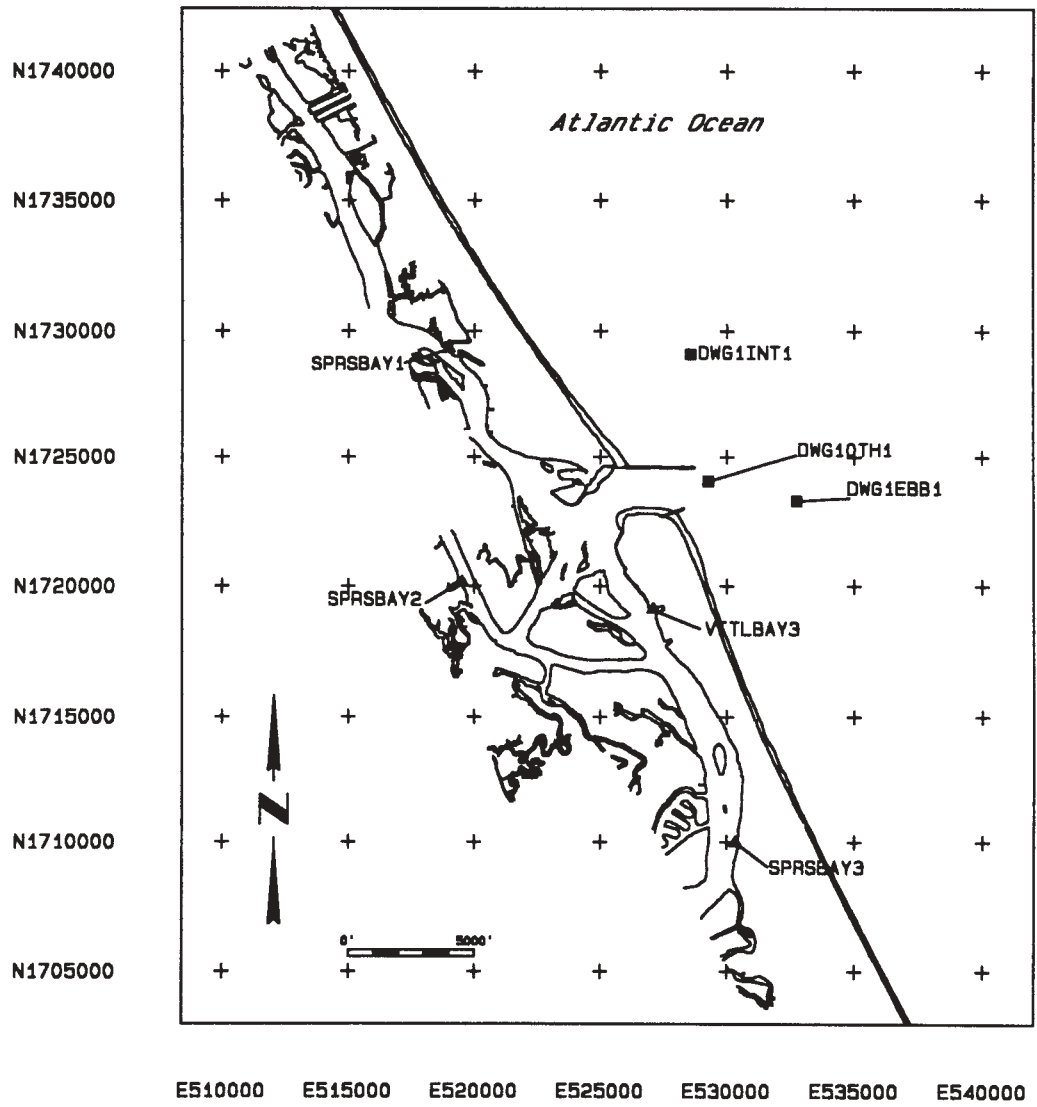 N1740000
Atlantic Ocean
N1735000
N1730000
DWG1INT1
SPRSBAY1
N1725000
DWG1OTH1
DWG1EBB1
N1720000
SPRSBAY2
VTTLBAY3
N1715000
N
N1710000
SPRSBAY3
0' 5000'
N1705000
E510000 E515000 E520000 E525000 E530000 E535000 E540000